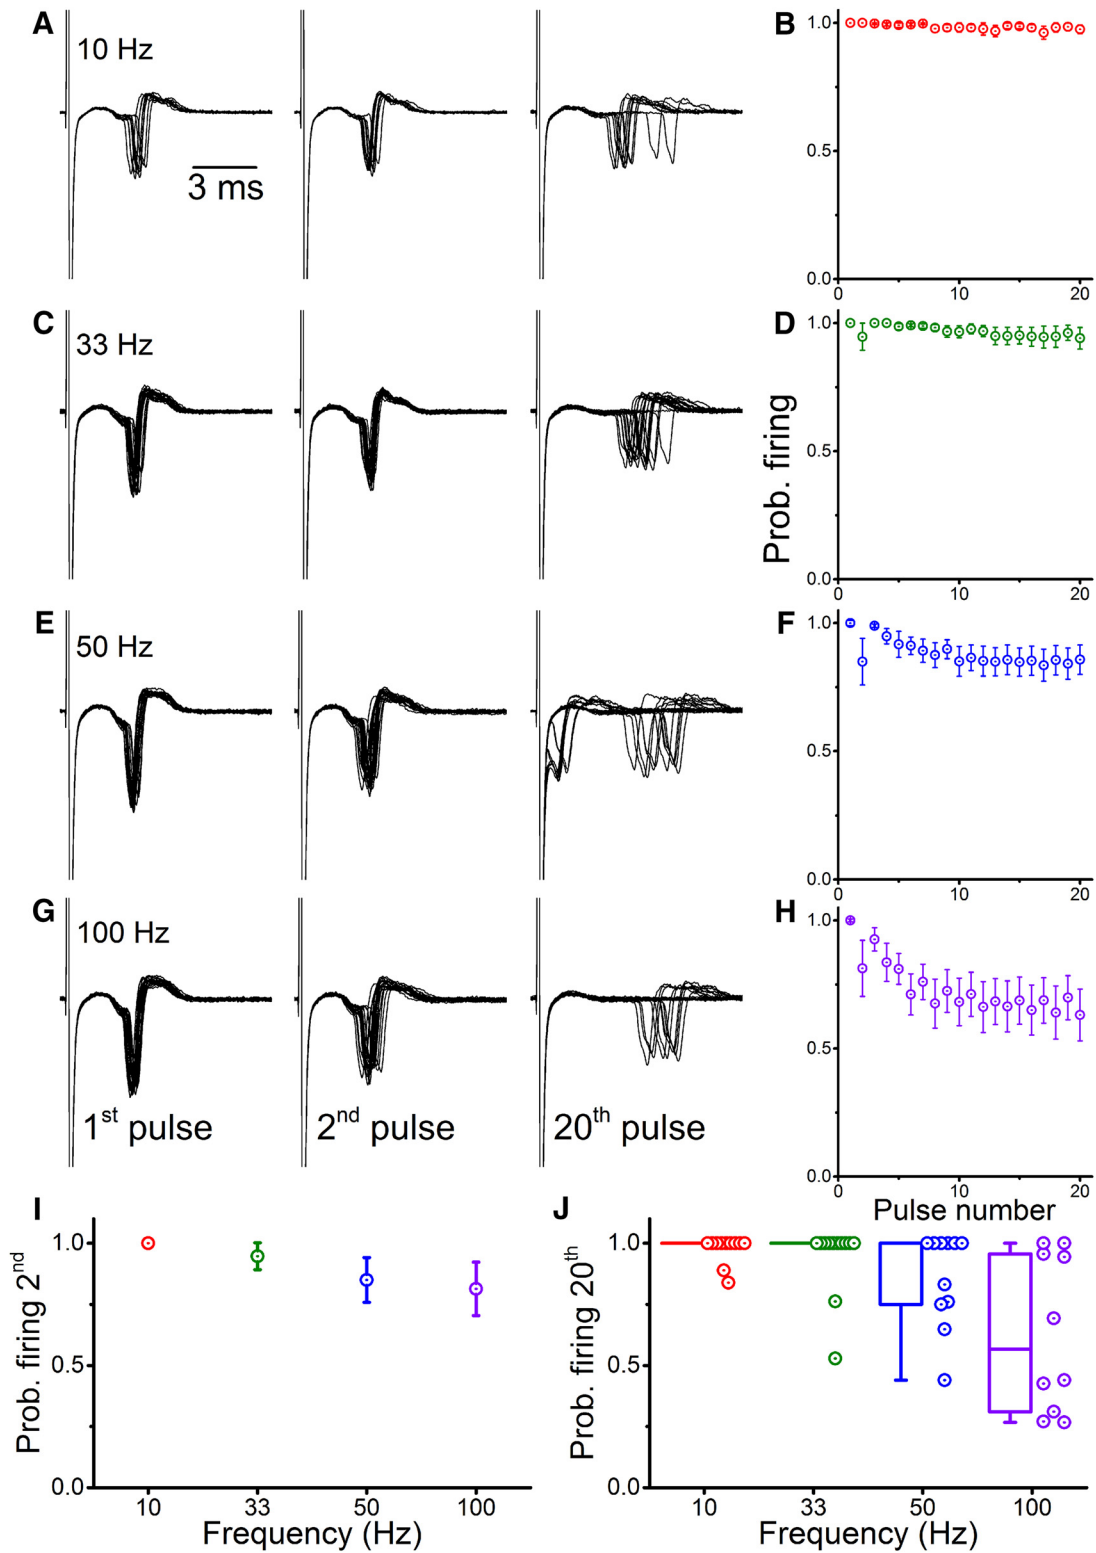 A
10 Hz
3 ms
B
1.0
0.5
0.0
0
10
20
C
33 Hz
D
1.0
0.5
0.0
0
10
20
Prob. firing
E
50 Hz
F
1.0
0.5
0.0
0
10
20
G
100 Hz
1st pulse
2nd pulse
20th pulse
H
1.0
0.5
0.0
0
10
20
Pulse number
I
Prob. firing 2nd
1.0
0.5
0.0
10
33
50
100
Frequency (Hz)
J
Prob. firing 20th
1.0
0.5
0.0
10
33
50
100
Frequency (Hz)